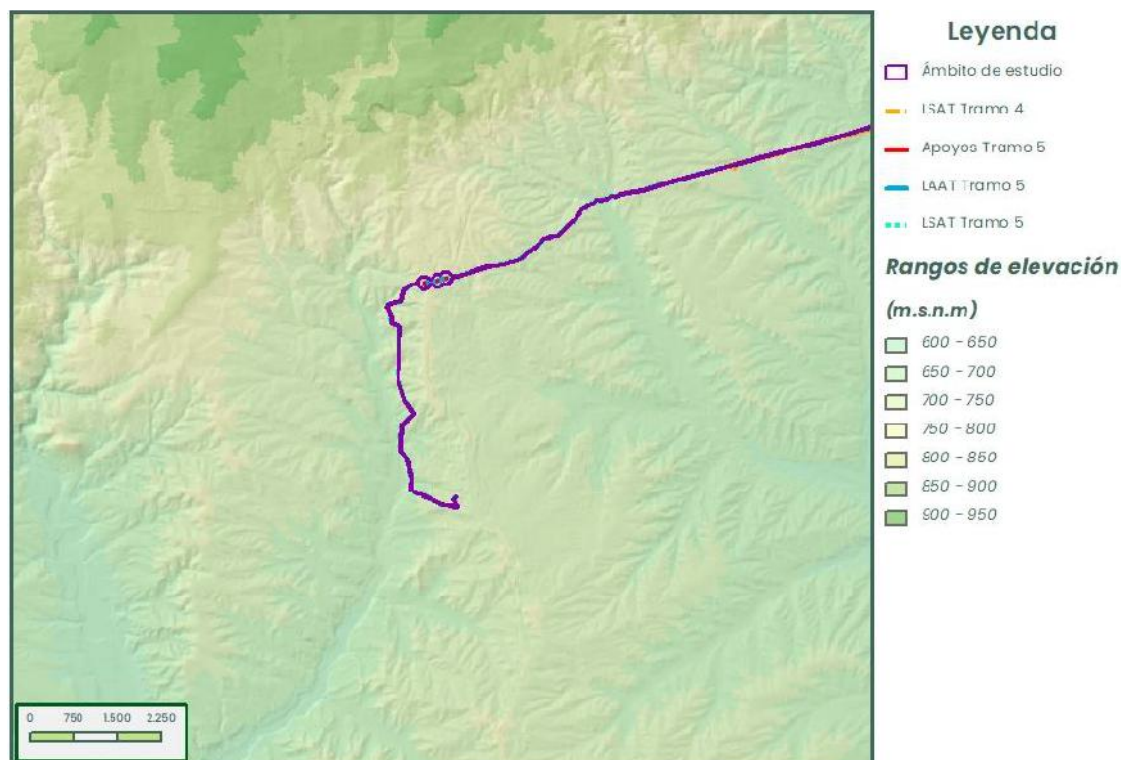 Leyenda
Ámbito de estudio
LSAT Tramo 4
Apoyos Tramo 5
LAAT Tramo 5
LSAT Tramo 5
Rangos de elevación
(m.s.n.m)
600 - 650
650 - 700
700 - 750
750 - 800
800 - 850
850 - 900
900 - 950
0 750 1.500 2.250